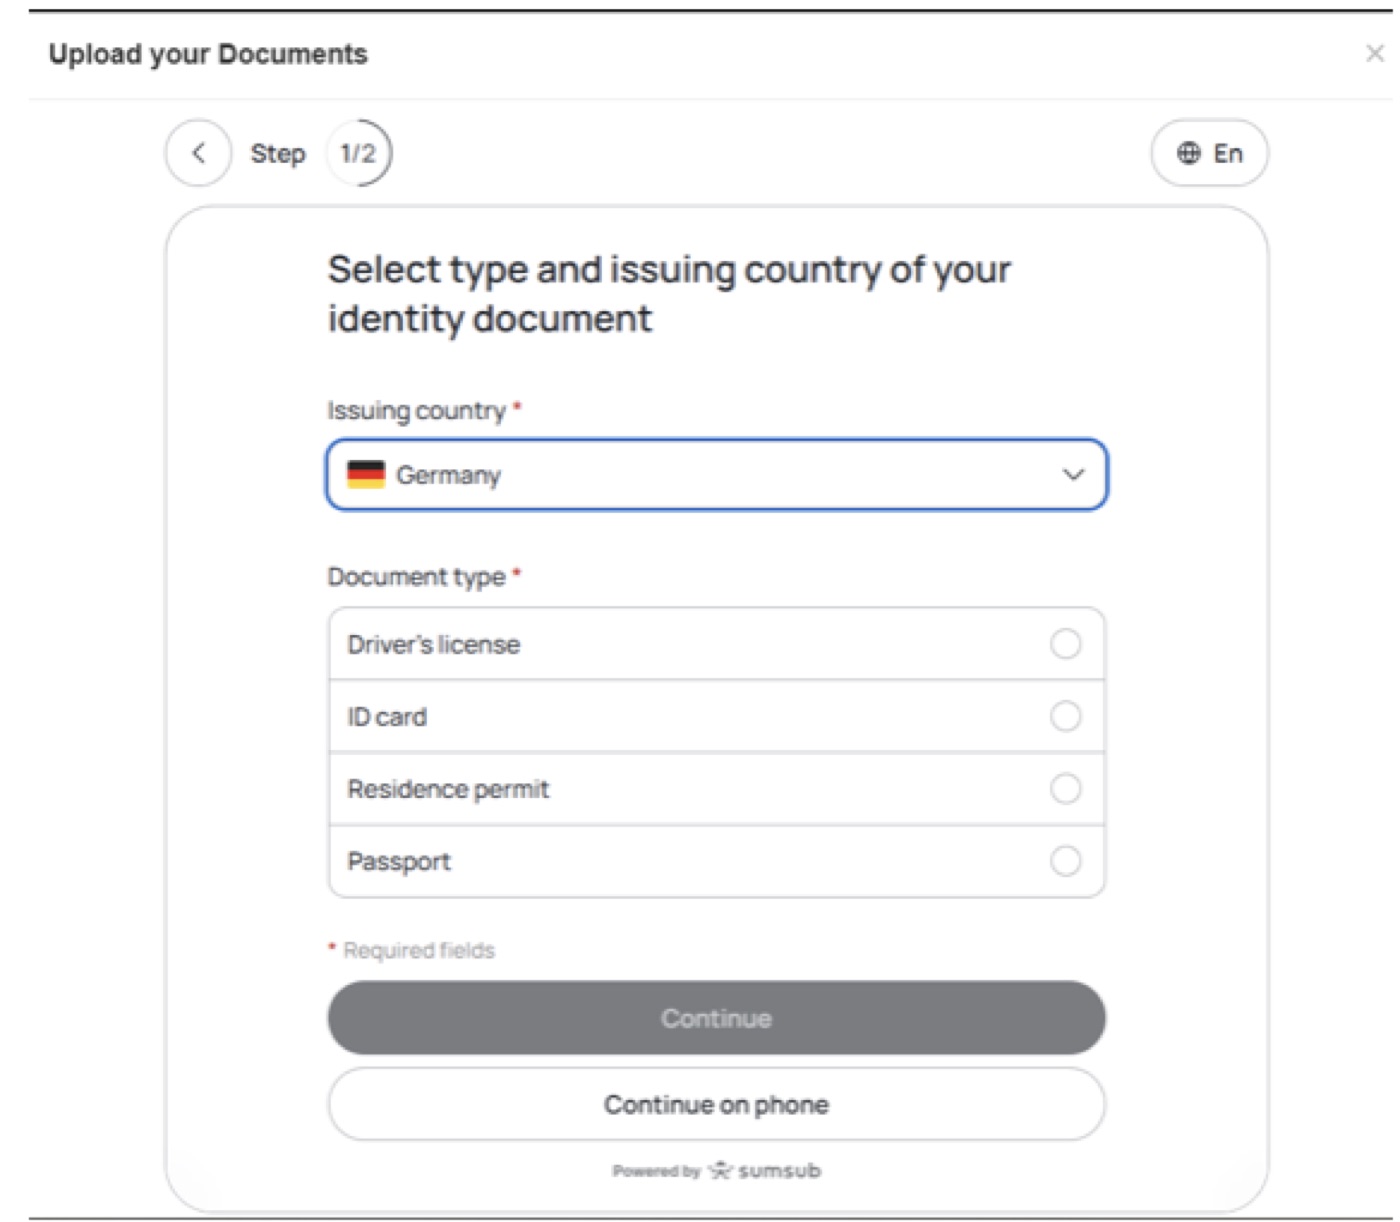 Upload your Documents
Step 1/2
En
Select type and issuing country of your
identity document
Issuing country *
Germany
Document type *
Driver's license
ID card
Residence permit
Passport
* Required fields
Continue
Continue on phone
Powered by sumsub